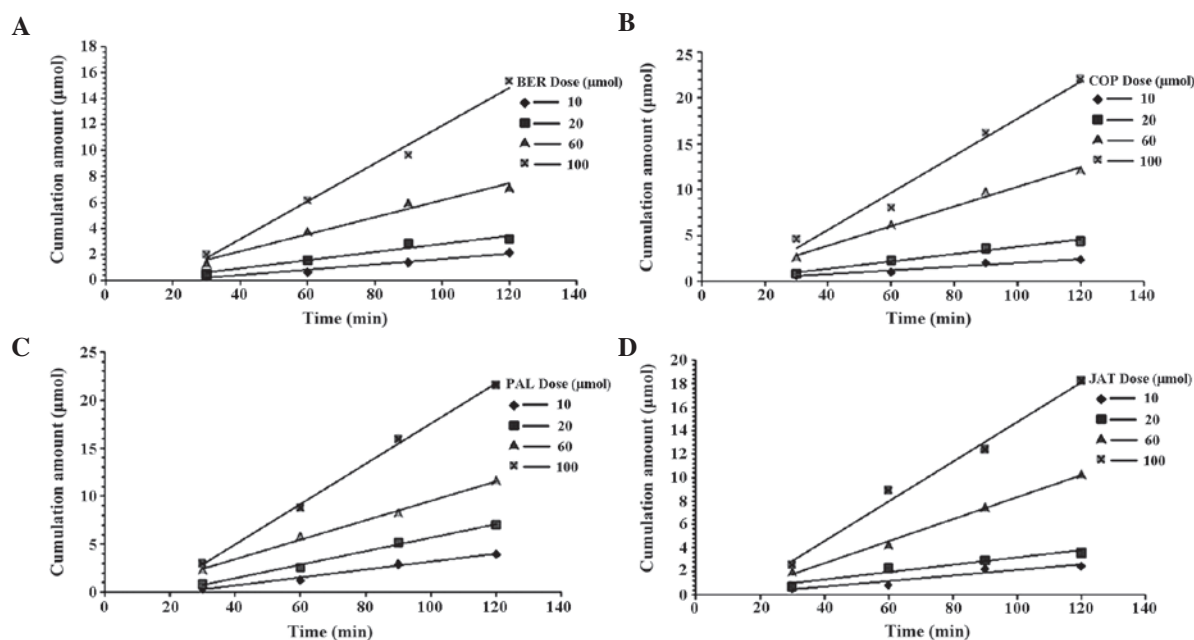 A
Cumulation amount (μmol)
18
16
14
12
10
8
6
4
2
0
0 20 40 60 80 100 120 140
Time (min)
BER Dose (μmol)
10
20
60
100
B
Cumulation amount (μmol)
25
20
15
10
5
0
0 20 40 60 80 100 120 140
Time (min)
COP Dose (μmol)
10
20
60
100
C
Cumulation amount (μmol)
25
20
15
10
5
0
0 20 40 60 80 100 120 140
Time (min)
PAL Dose (μmol)
10
20
60
100
D
Cumulation amount (μmol)
20
18
16
14
12
10
8
6
4
2
0
0 20 40 60 80 100 120 140
Time (min)
JAT Dose (μmol)
10
20
60
100